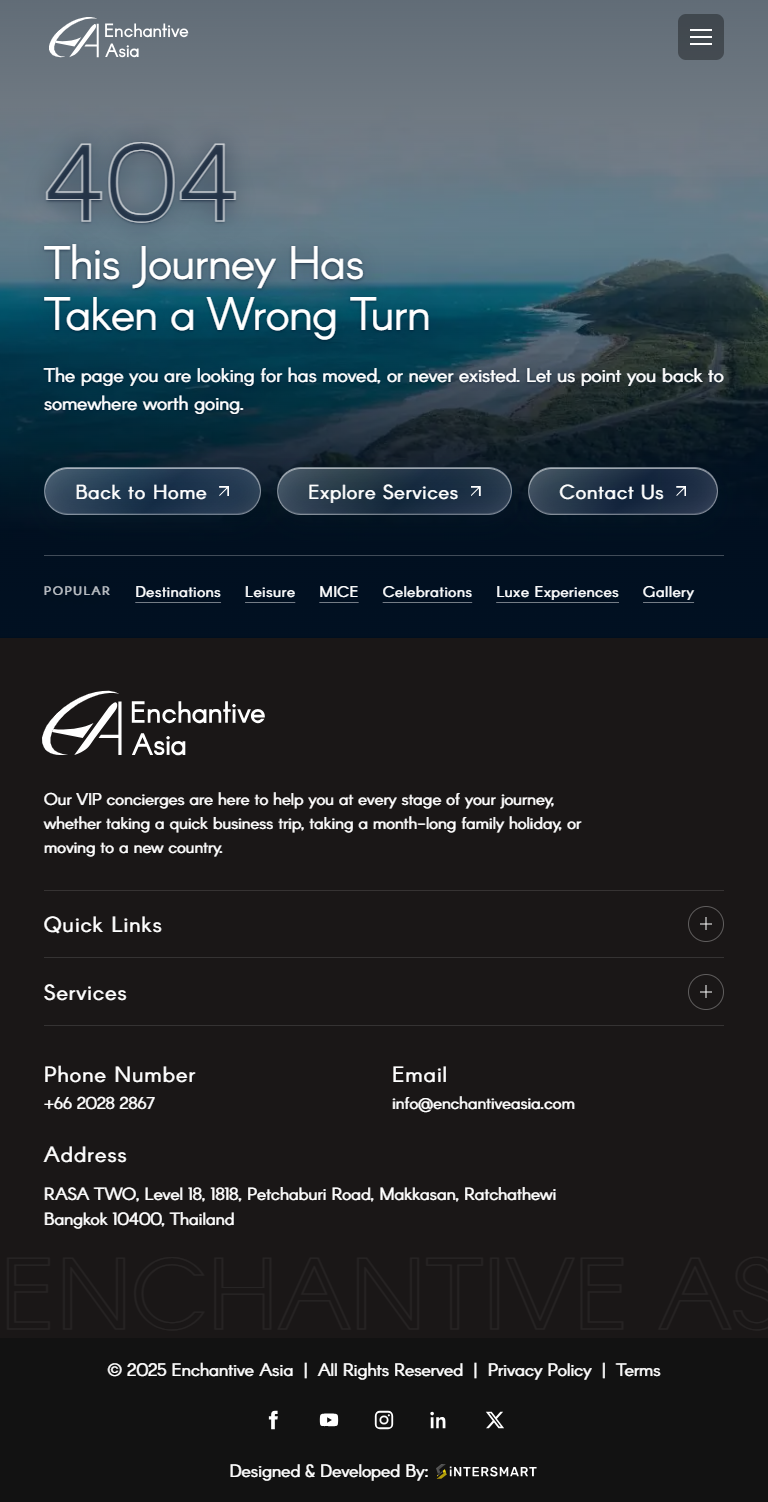 Enchantive
Asia
404
This Journey Has
Taken a Wrong Turn
The page you are looking for has moved, or never existed. Let us point you back to
somewhere worth going.
Back to Home
Explore Services
Contact Us
POPULAR Destinations Leisure MICE Celebrations Luxe Experiences Gallery
Enchantive
Asia
Our VIP concierges are here to help you at every stage of your journey,
whether taking a quick business trip, taking a month-long family holiday, or
moving to a new country.
Quick Links
Services
Phone Number
+66 2028 2867
Email
info@enchantiveasia.com
Address
RASA TWO, Level 18, 1818, Petchaburi Road, Makkasan, Ratchathewi
Bangkok 10400, Thailand
ENCHANTIVE AS
© 2025 Enchantive Asia | All Rights Reserved | Privacy Policy | Terms
Designed & Developed By: iNTERSMART